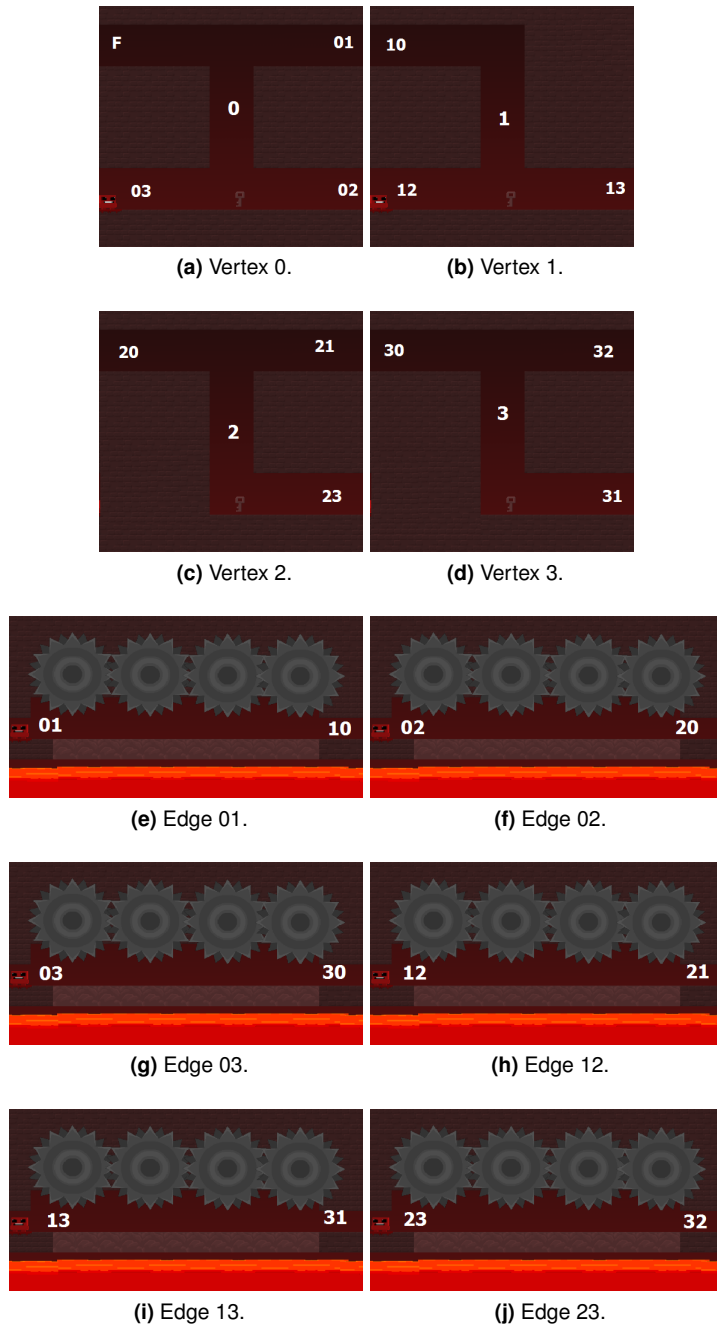 F 01 10
0 1
03 02 12 13
(a) Vertex 0. (b) Vertex 1.
20 21 30 32
2 3
23 31
(c) Vertex 2. (d) Vertex 3.
01 10 02 20
(e) Edge 01. (f) Edge 02.
03 30 12 21
(g) Edge 03. (h) Edge 12.
13 31 23 32
(i) Edge 13. (j) Edge 23.